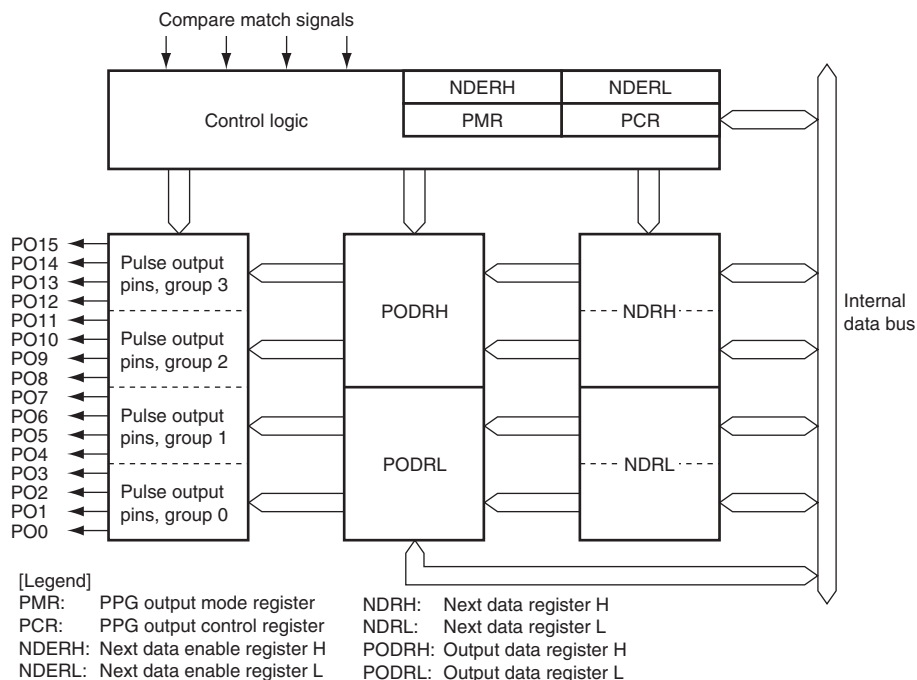 Compare match signals
NDERH
NDERL
Control logic
PMR
PCR
PO15
PO14
PO13
PO12
PO11
PO10
PO9
PO8
PO7
PO6
PO5
PO4
PO3
PO2
PO1
PO0
Pulse output
pins, group 3
Pulse output
pins, group 2
Pulse output
pins, group 1
Pulse output
pins, group 0
PODRH
PODRL
NDRH
NDRL
Internal
data bus
[Legend]
PMR: PPG output mode register
PCR: PPG output control register
NDERH: Next data enable register H
NDERL: Next data enable register L
NDRH: Next data register H
NDRL: Next data register L
PODRH: Output data register H
PODRL: Output data register L